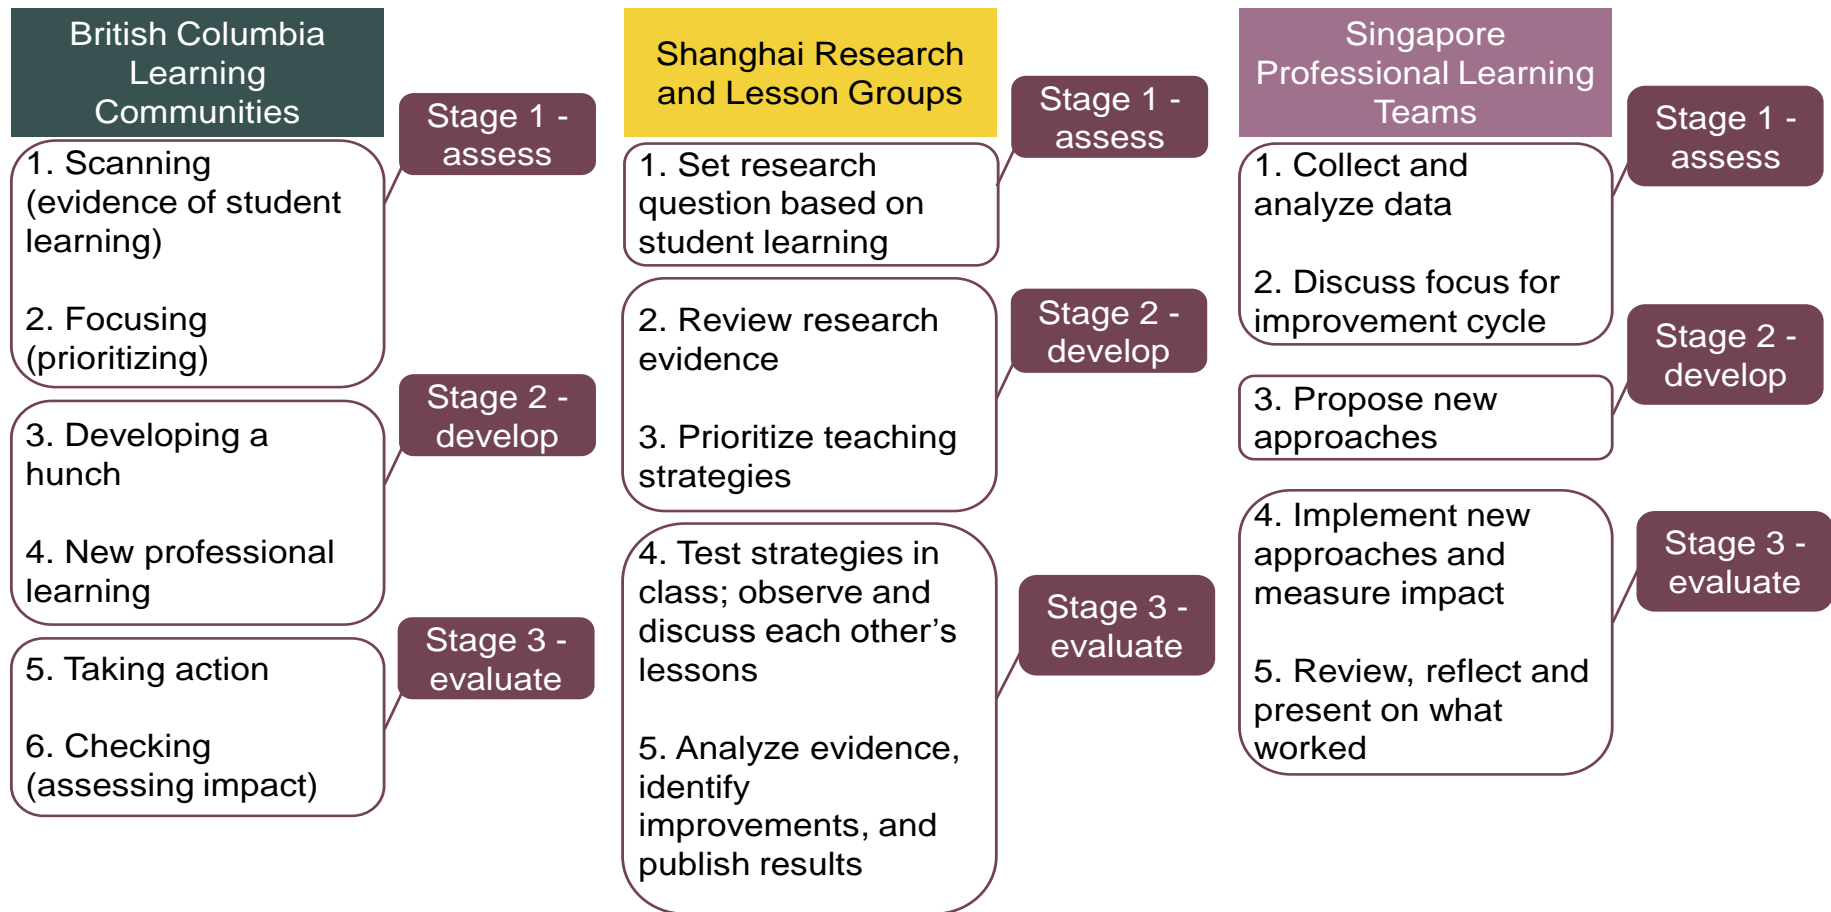 British Columbia
Learning
Communities
Stage 1 -
assess
1. Scanning
(evidence of student
learning)
2. Focusing
(prioritizing)
Stage 2 -
develop
3. Developing a
hunch
4. New professional
learning
Stage 3 -
evaluate
5. Taking action
6. Checking
(assessing impact)
Shanghai Research
and Lesson Groups
Stage 1 -
assess
1. Set research
question based on
student learning
Stage 2 -
develop
2. Review research
evidence
3. Prioritize teaching
strategies
Stage 3 -
evaluate
4. Test strategies in
class; observe and
discuss each other’s
lessons
5. Analyze evidence,
identify
improvements, and
publish results
Singapore
Professional Learning
Teams
Stage 1 -
assess
1. Collect and
analyze data
2. Discuss focus for
improvement cycle
Stage 2 -
develop
3. Propose new
approaches
Stage 3 -
evaluate
4. Implement new
approaches and
measure impact
5. Review, reflect and
present on what
worked